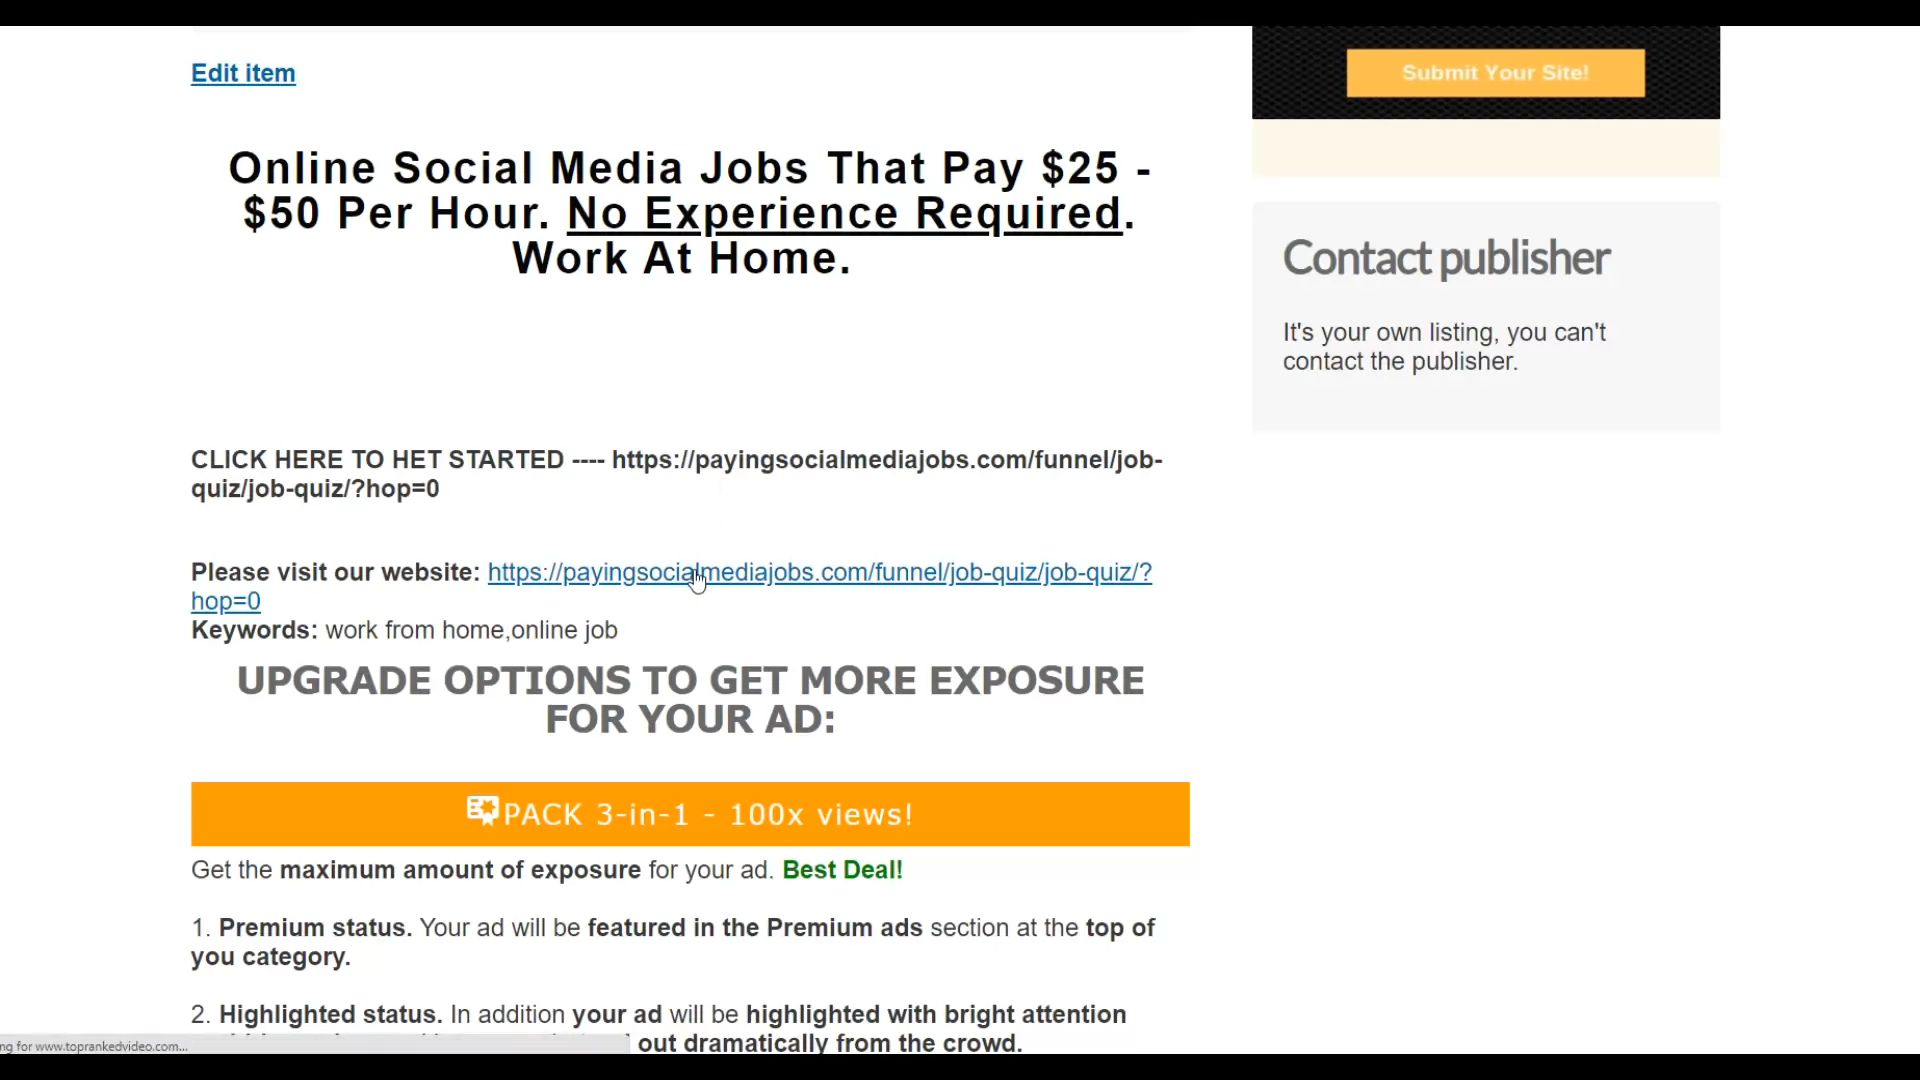 Edit item
Submit Your Site!
Online Social Media Jobs That Pay $25 -
$50 Per Hour. No Experience Required.
Work At Home.
Contact publisher
It's your own listing, you can't
contact the publisher.
CLICK HERE TO HET STARTED ---- https://payingsocialmediajobs.com/funnel/job-
quiz/job-quiz/?hop=0
Please visit our website: https://payingsocialmediajobs.com/funnel/job-quiz/job-quiz/?
hop=0
Keywords: work from home,online job
UPGRADE OPTIONS TO GET MORE EXPOSURE
FOR YOUR AD:
PACK 3-in-1 - 100x views!
Get the maximum amount of exposure for your ad. Best Deal!
1. Premium status. Your ad will be featured in the Premium ads section at the top of
you category.
2. Highlighted status. In addition your ad will be highlighted with bright attention
out dramatically from the crowd.
ng for www.toprankedvideo.com...